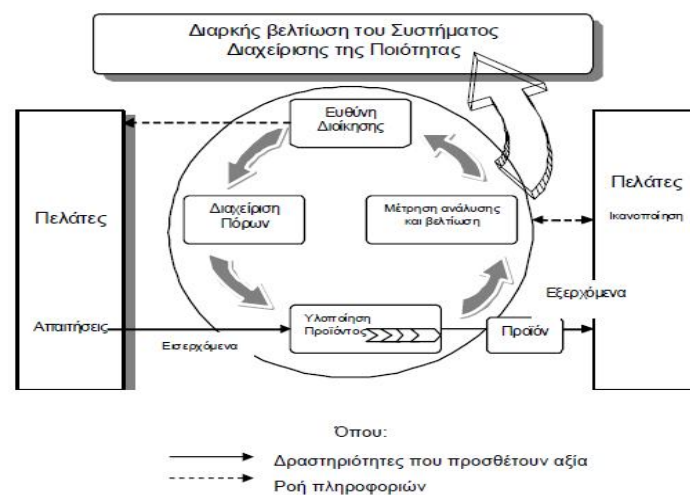 Διαρκής βελτίωση του Συστήματος
Διαχείρισης της Ποιότητας
Ευθύνη
Διοίκησης
Πελάτες
Διαχείριση
Πόρων
Μέτρηση ανάλυσης
και βελτίωση
Πελάτες
Ικανοποίηση
Απαιτήσεις
Εισερχόμενα
Υλοποίηση
Προϊόντος
Προϊόν
Εξερχόμενα
Όπου:
Δραστηριότητες που προσθέτουν αξία
Ροή πληροφοριών